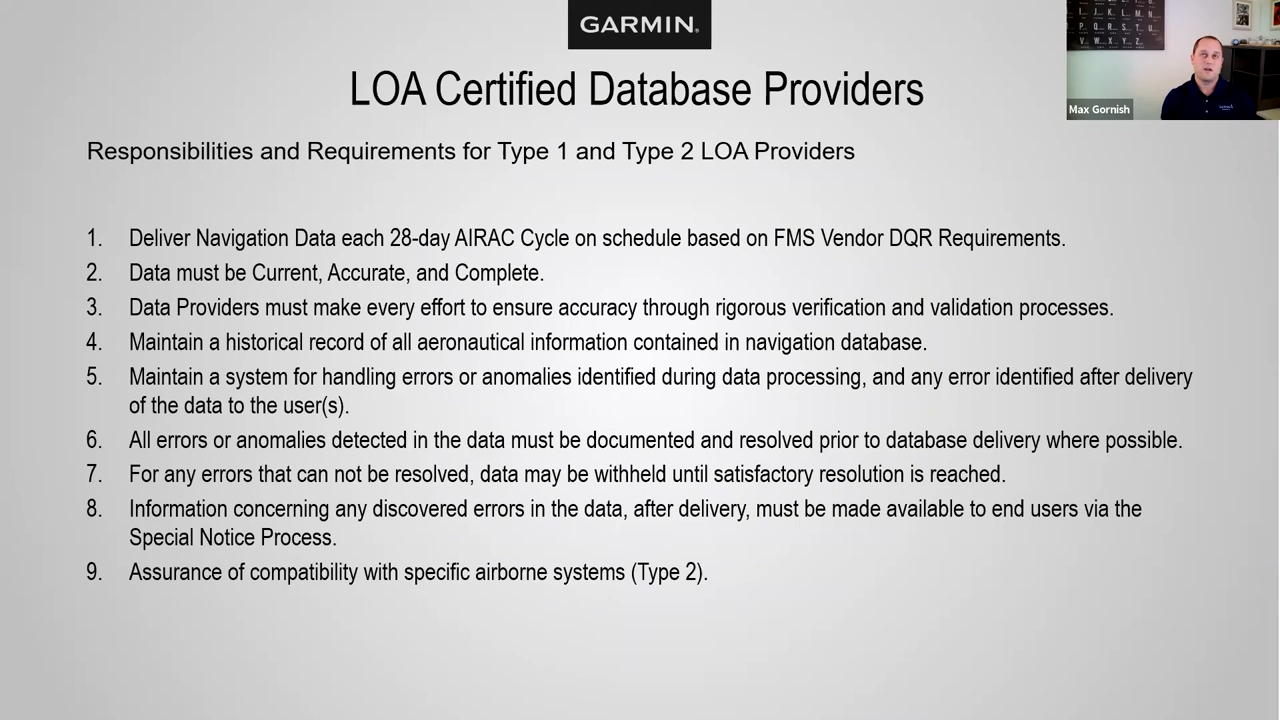 GARMIN.
LOA Certified Database Providers
Max Gornish
Responsibilities and Requirements for Type 1 and Type 2 LOA Providers
1. Deliver Navigation Data each 28-day AIRAC Cycle on schedule based on FMS Vendor DQR Requirements.
2. Data must be Current, Accurate, and Complete.
3. Data Providers must make every effort to ensure accuracy through rigorous verification and validation processes.
4. Maintain a historical record of all aeronautical information contained in navigation database.
5. Maintain a system for handling errors or anomalies identified during data processing, and any error identified after delivery
of the data to the user(s).
6. All errors or anomalies detected in the data must be documented and resolved prior to database delivery where possible.
7. For any errors that can not be resolved, data may be withheld until satisfactory resolution is reached.
8. Information concerning any discovered errors in the data, after delivery, must be made available to end users via the
Special Notice Process.
9. Assurance of compatibility with specific airborne systems (Type 2).
I J K L M N
P Q R S T U
V W X Y Z